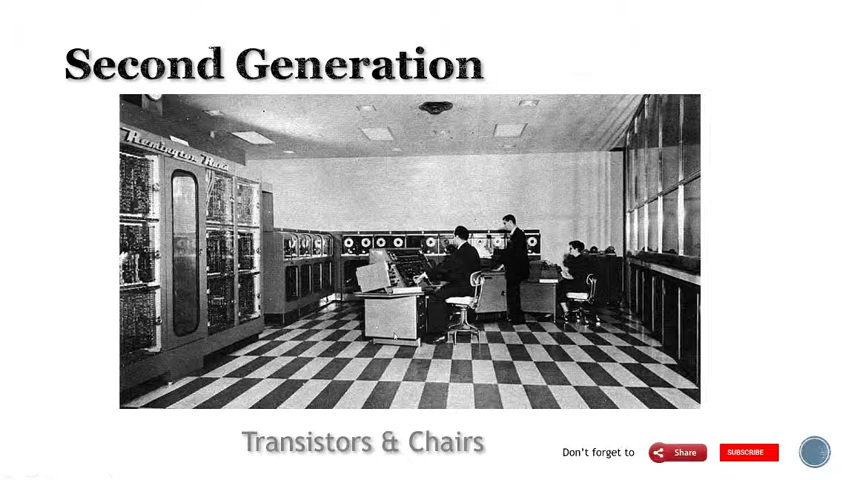 Second Generation
Remington Rand
Transistors & Chairs
Don't forget to
Share
SUBSCRIBE